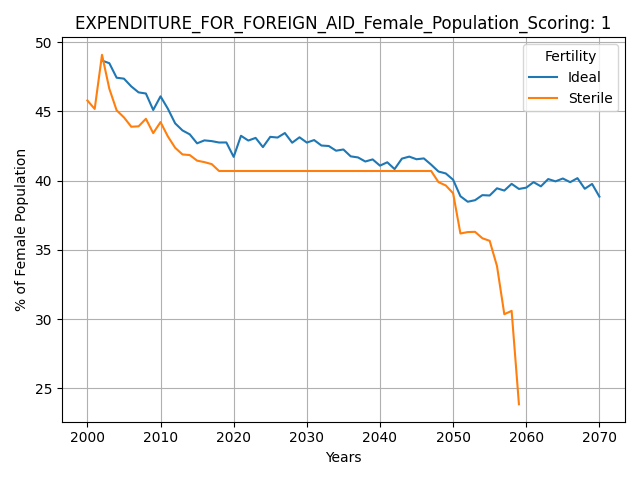 EXPENDITURE_FOR_FOREIGN_AID_Female_Population_Scoring: 1
50
45
40
35
30
25
% of Female Population
Fertility
Ideal
Sterile
2000 2010 2020 2030 2040 2050 2060 2070
Years